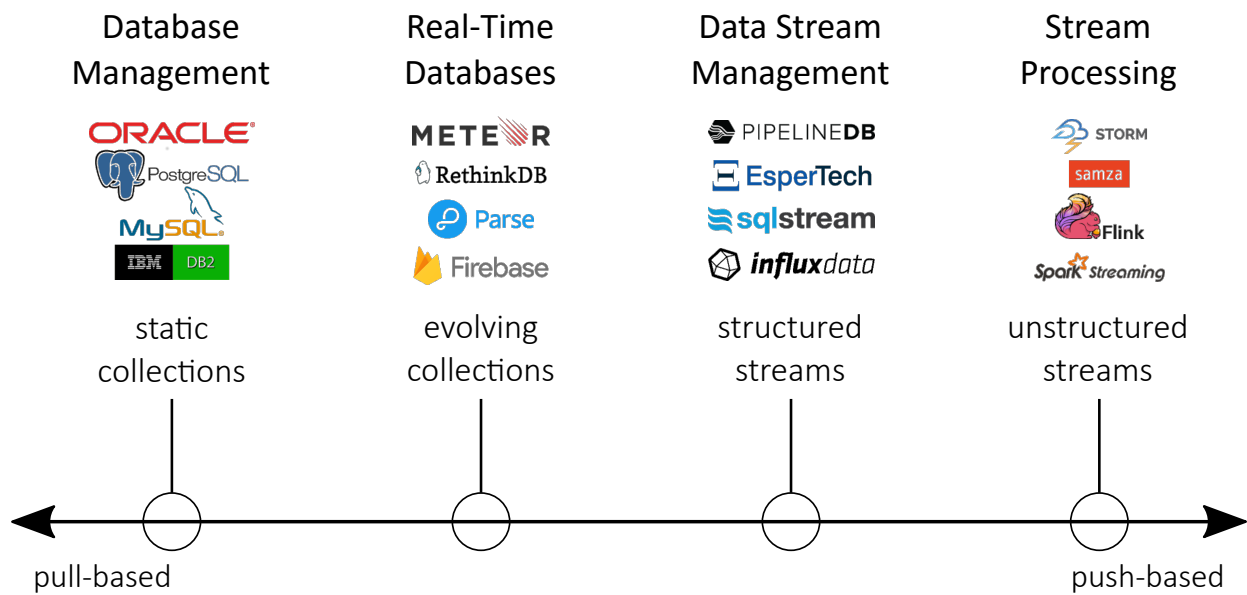 Database
Management
Real-Time
Databases
Data Stream
Management
Stream
Processing
ORACLE®
PostgreSQL
MySQL®
IBM DB2
METEOR
RethinkDB
Parse
Firebase
PIPELINEDB
EsperTech
sqlstream
influxdata
STORM
samza
Flink
Spark Streaming
static
collections
evolving
collections
structured
streams
unstructured
streams
pull-based
push-based